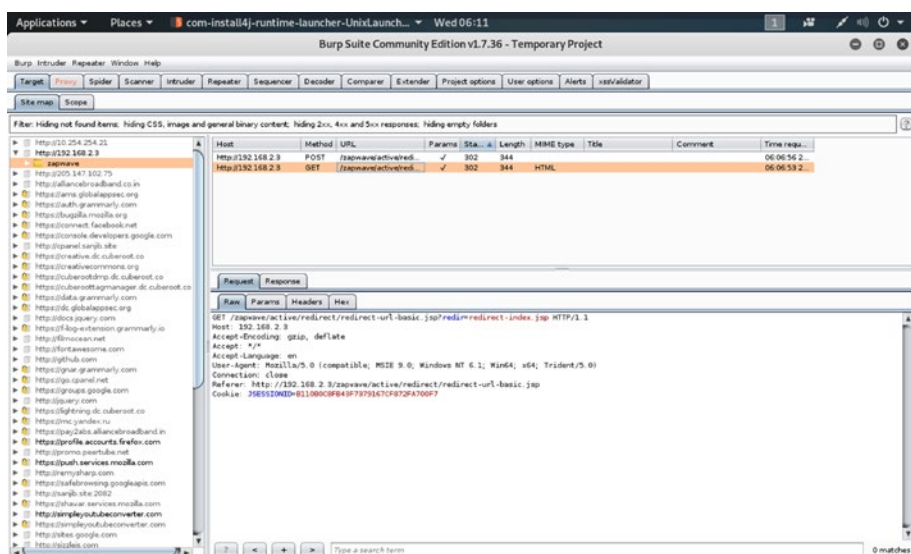 Applications ▾ Places ▾ com-install4j-runtime-launcher-UnixLaunch... ▾ Wed 06:11 1
Burp Suite Community Edition v1.7.36 - Temporary Project
Burp Intruder Repeater Window Help
Target Proxy Spider Scanner Intruder Repeater Sequencer Decoder Comparer Extender Project options User options Alerts xssValidator
Site map Scope
Filter: Hiding not found items; hiding CSS, image and general binary content; hiding 2xx, 4xx and 5xx responses; hiding empty folders ?
http://10.254.254.21
http://192.168.2.3
zapwave
http://205.147.102.75
http://alliancebroadband.co.in
https://ams.globalappsec.org
https://auth.grammarly.com
https://bugzilla.mozilla.org
https://connect.facebook.net
https://console.developers.google.com
http://cpanel.sanjib.site
https://creative.dc.cuberoot.co
https://creativecommons.org
https://cuberootdmp.dc.cuberoot.co
https://cuberoottagmanager.dc.cuberoot.co
https://data.grammarly.com
https://dc.globalappsec.org
http://docs.jquery.com
https://f-log-extension.grammarly.io
http://filmocean.net
http://fontawesome.com
http://github.com
https://gnar.grammarly.com
https://go.cpanel.net
https://groups.google.com
http://jquery.com
https://lightning.dc.cuberoot.co
https://mc.yandex.ru
https://pay2abs.alliancebroadband.in
https://profile.accounts.firefox.com
http://promo.peertube.net
https://push.services.mozilla.com
http://remysharp.com
https://safebrowsing.googleapis.com
http://sanjib.site:2082
https://shavar.services.mozilla.com
http://simpleyoutubeconverter.com
https://simpleyoutubeconverter.com
http://sites.google.com
http://sizzlejs.com
Host Method URL Params Sta... Length MIME type Title Comment Time requ...
http://192.168.2.3 POST /zapwave/active/redi... ✓ 302 344 06:06:56 2...
http://192.168.2.3 GET /zapwave/active/redi... ✓ 302 344 HTML 06:06:53 2...
Request Response
Raw Params Headers Hex
GET /zapwave/active/redirect/redirect-url-basic.jsp?redir=redirect-index.jsp HTTP/1.1
Host: 192.168.2.3
Accept-Encoding: gzip, deflate
Accept: */*
Accept-Language: en
User-Agent: Mozilla/5.0 (compatible; MSIE 9.0; Windows NT 6.1; Win64; x64; Trident/5.0)
Connection: close
Referer: http://192.168.2.3/zapwave/active/redirect/redirect-url-basic.jsp
Cookie:
? < + > Type a search term 0 matches